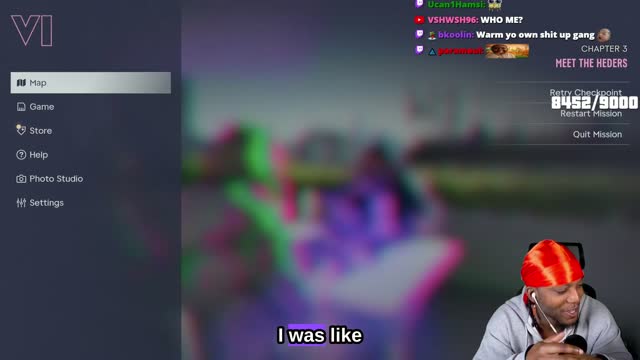 VI
Map
Game
Store
Help
Photo Studio
Settings
Ucan1Hamsi:
VSHWSH96: WHO ME?
bkoolin: Warm yo own shit up gang
CHAPTER 3
MEET THE HEDERS
Retry Checkpoint
8452/9000
Restart Mission
Quit Mission
I was like